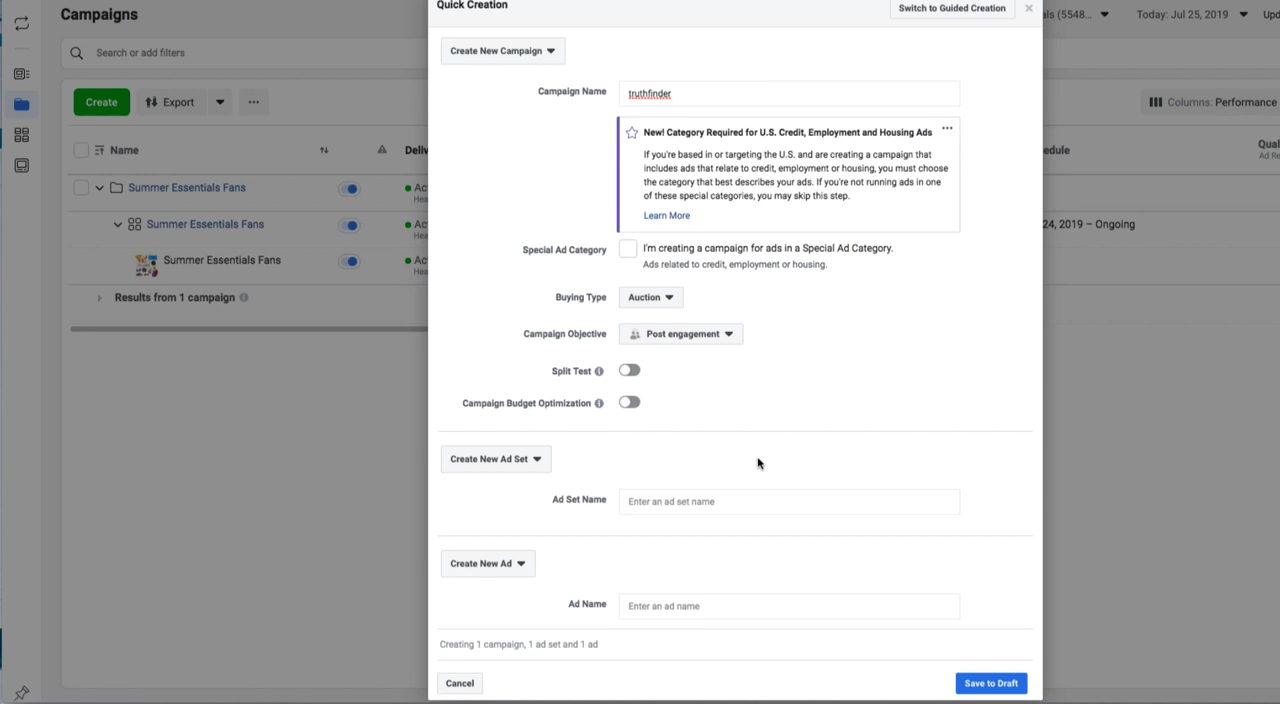 Campaigns
Quick Creation
Switch to Guided Creation
(5548...
Today: Jul 25, 2019
Search or add filters
Create New Campaign
Create
Export
Columns: Performance
Campaign Name
truthfinder
New! Category Required for U.S. Credit, Employment and Housing Ads
If you're based in or targeting the U.S. and are creating a campaign that
includes ads that relate to credit, employment or housing, you must choose
the category that best describes your ads. If you're not running ads in one
of these special categories, you may skip this step.
Learn More
Name
Summer Essentials Fans
Summer Essentials Fans
24, 2019 – Ongoing
Summer Essentials Fans
Results from 1 campaign
Special Ad Category
I'm creating a campaign for ads in a Special Ad Category.
Ads related to credit, employment or housing.
Buying Type
Auction
Campaign Objective
Post engagement
Split Test
Campaign Budget Optimization
Create New Ad Set
Ad Set Name
Enter an ad set name
Create New Ad
Ad Name
Enter an ad name
Creating 1 campaign, 1 ad set and 1 ad
Cancel
Save to Draft